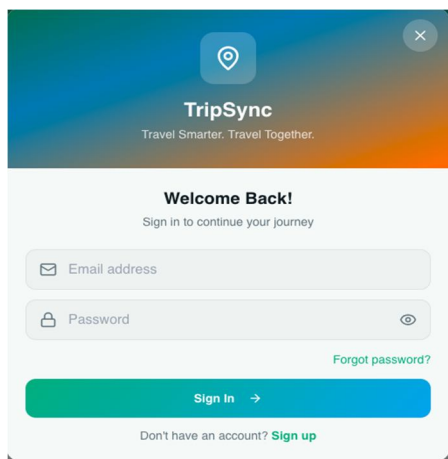 TripSync
Travel Smarter. Travel Together.
Welcome Back!
Sign in to continue your journey
Email address
Password
Forgot password?
Sign In →
Don't have an account? Sign up